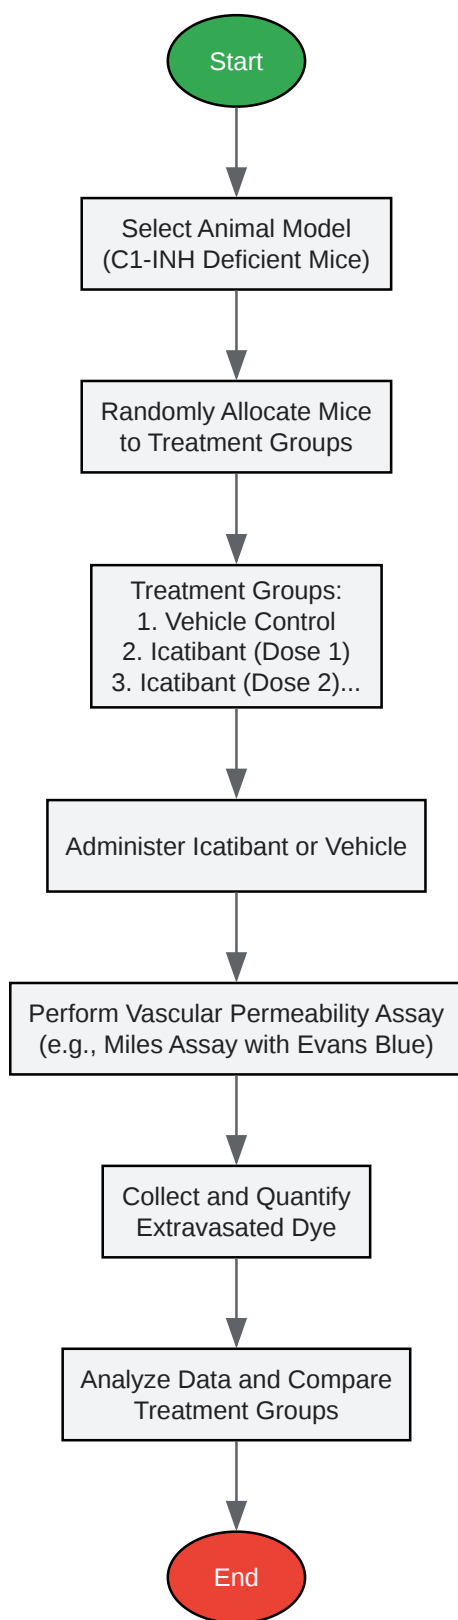 Start
Select Animal Model
(C1-INH Deficient Mice)
Randomly Allocate Mice
to Treatment Groups
Treatment Groups:
1. Vehicle Control
2. Icatibant (Dose 1)
3. Icatibant (Dose 2)...
Administer Icatibant or Vehicle
Perform Vascular Permeability Assay
(e.g., Miles Assay with Evans Blue)
Collect and Quantify
Extravasated Dye
Analyze Data and Compare
Treatment Groups
End